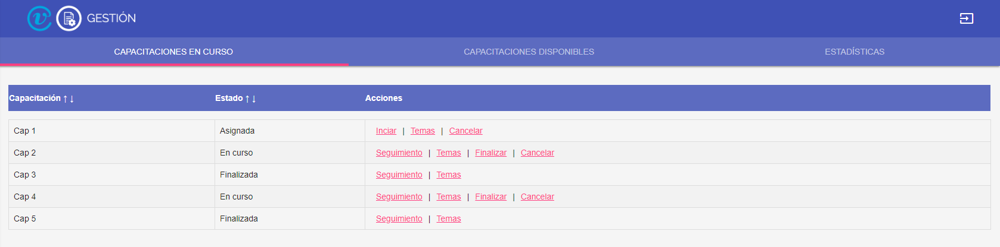 v GESTIÓN
CAPACITACIONES EN CURSO CAPACITACIONES DISPONIBLES ESTADÍSTICAS
Capacitación ↑↓ Estado ↑↓ Acciones
Cap 1 Asignada Inciar | Temas | Cancelar
Cap 2 En curso Seguimiento | Temas | Finalizar | Cancelar
Cap 3 Finalizada Seguimiento | Temas
Cap 4 En curso Seguimiento | Temas | Finalizar | Cancelar
Cap 5 Finalizada Seguimiento | Temas